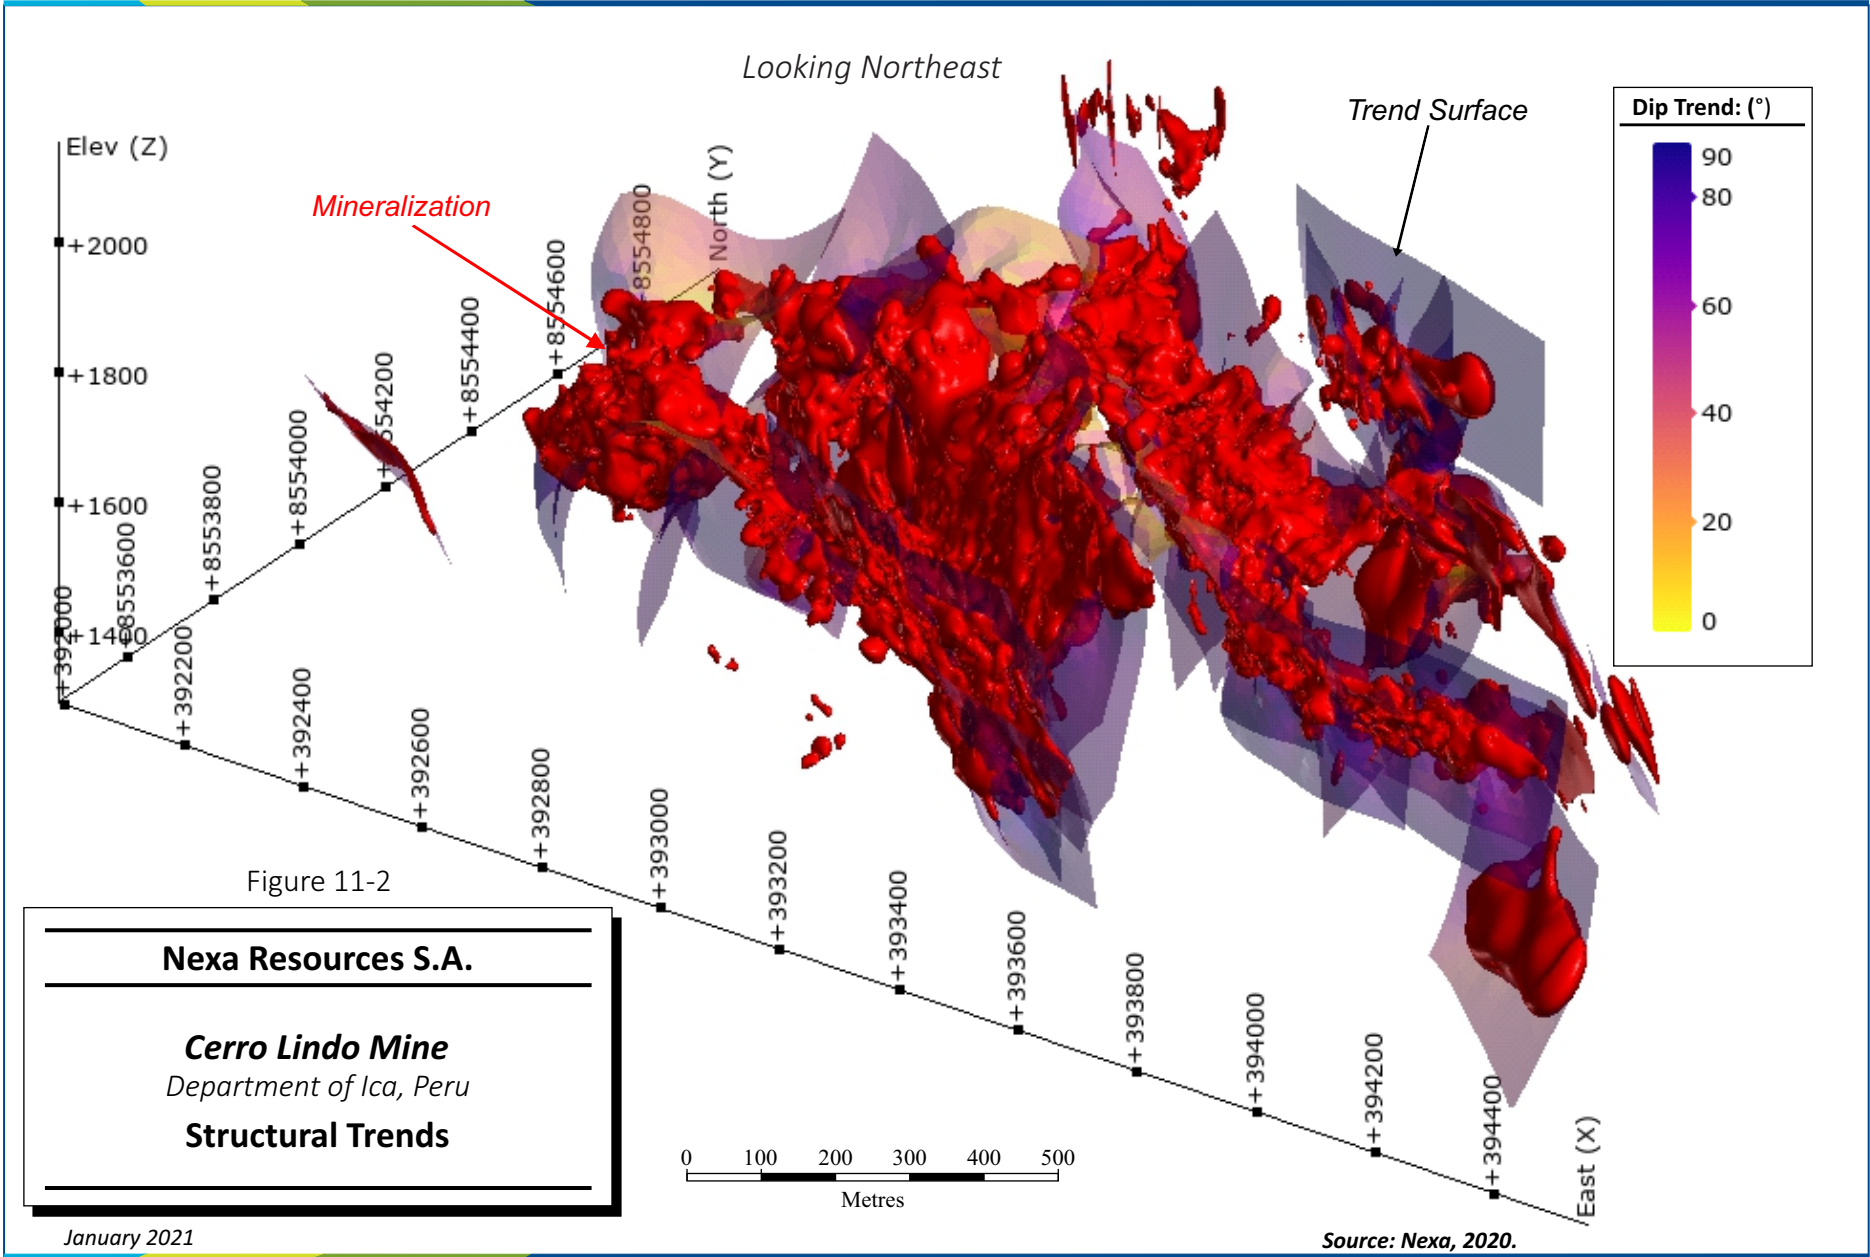 Looking Northeast
Trend Surface
Mineralization
Dip Trend: (°)
90
80
60
40
20
0
Elev (Z)
+2000
+1800
+1600
+1400
North (Y)
+8554800
+8554600
+8554400
+8554200
+8554000
+8553800
+8553600
+392000
+392200
+392400
+392600
+392800
+393000
+393200
+393400
+393600
+393800
+394000
+394200
+394400
East (X)
Figure 11-2
Nexa Resources S.A.
Cerro Lindo Mine
Department of Ica, Peru
Structural Trends
0 100 200 300 400 500
Metres
January 2021
Source: Nexa, 2020.